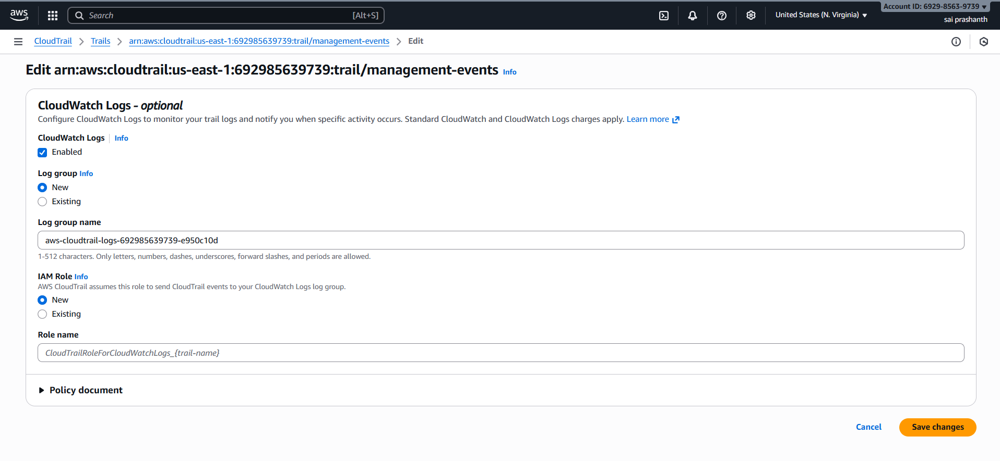 aws
Search
[Alt+S]
United States (N. Virginia)
Account ID: 6929-8563-9739
sai prashanth
CloudTrail
Trails
arn:aws:cloudtrail:us-east-1:692985639739:trail/management-events
Edit
Edit arn:aws:cloudtrail:us-east-1:692985639739:trail/management-events Info
CloudWatch Logs - optional
Configure CloudWatch Logs to monitor your trail logs and notify you when specific activity occurs. Standard CloudWatch and CloudWatch Logs charges apply. Learn more
CloudWatch Logs Info
Enabled
Log group Info
New
Existing
Log group name
aws-cloudtrail-logs-692985639739-e950c10d
1-512 characters. Only letters, numbers, dashes, underscores, forward slashes, and periods are allowed.
IAM Role Info
AWS CloudTrail assumes this role to send CloudTrail events to your CloudWatch Logs log group.
New
Existing
Role name
CloudTrailRoleForCloudWatchLogs_{trail-name}
Policy document
Cancel
Save changes